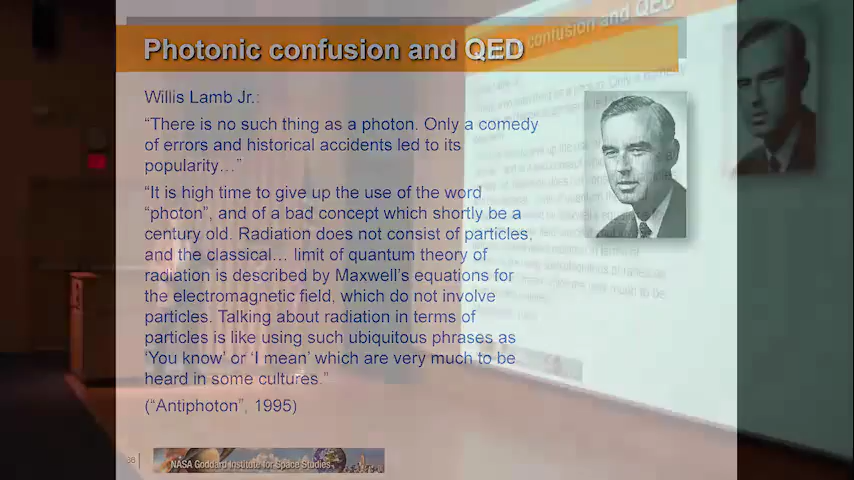 Photonic confusion and QED
Willis Lamb Jr.:
“There is no such thing as a photon. Only a comedy
of errors and historical accidents led to its
popularity…”
“It is high time to give up the use of the word
“photon”, and of a bad concept which shortly be a
century old. Radiation does not consist of particles,
and the classical… limit of quantum theory of
radiation is described by Maxwell’s equations for
the electromagnetic field, which do not involve
particles. Talking about radiation in terms of
particles is like using such ubiquitous phrases as
‘You know’ or ‘I mean’ which are very much to be
heard in some cultures.”
(“Antiphoton”, 1995)
NASA Goddard Institute for Space Studies
confusion and QED